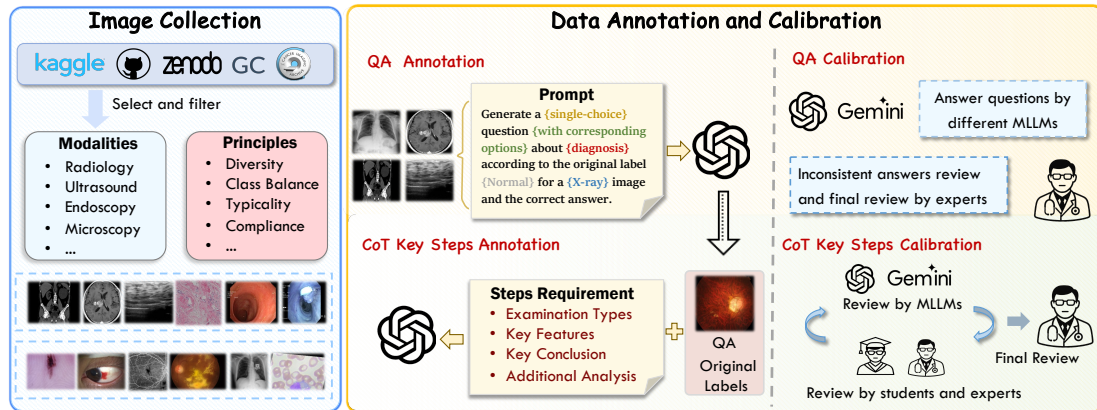 Image Collection
kaggle
zenodo
GC
Select and filter
Modalities
• Radiology
• Ultrasound
• Endoscopy
• Microscopy
• ...
Principles
• Diversity
• Class Balance
• Typicality
• Compliance
• ...
Data Annotation and Calibration
QA Annotation
Prompt
Generate a {single-choice}
question {with corresponding
options} about {diagnosis}
according to the original label
{Normal} for a {X-ray} image
and the correct answer.
CoT Key Steps Annotation
Steps Requirement
• Examination Types
• Key Features
• Key Conclusion
• Additional Analysis
QA
Original
Labels
QA Calibration
Gemini
Answer questions by
different MLLMs
Inconsistent answers review
and final review by experts
CoT Key Steps Calibration
Gemini
Review by MLLMs
Final Review
Review by students and experts